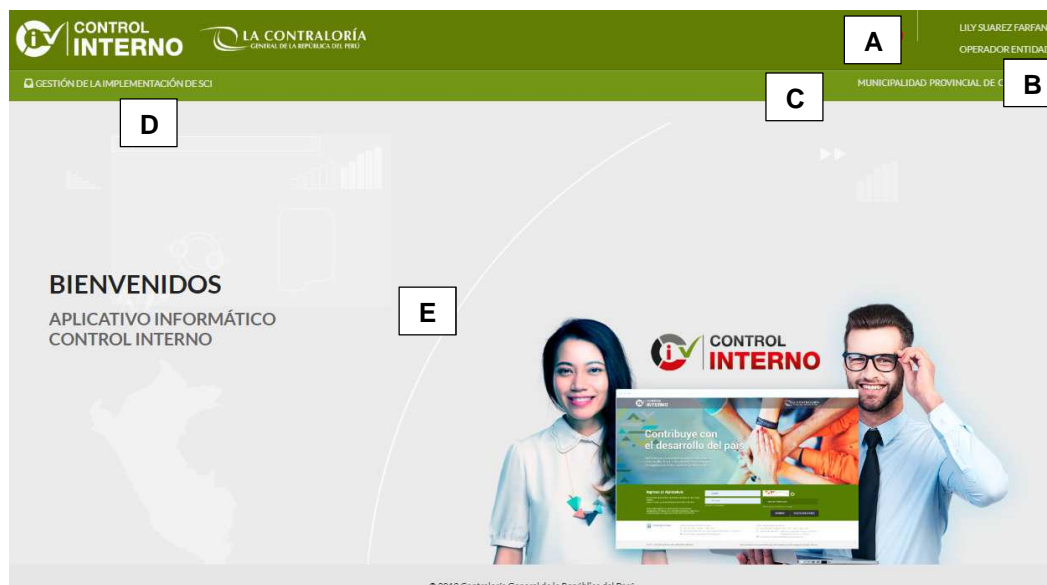 CONTROL
INTERNO
LA CONTRALORÍA
GENERAL DE LA REPÚBLICA DEL PERÚ
A
LILY SUAREZ FARFAN
OPERADOR ENTIDAD
B
GESTIÓN DE LA IMPLEMENTACIÓN DE SCI
MUNICIPALIDAD PROVINCIAL DE
C
D
BIENVENIDOS
APLICATIVO INFORMÁTICO
CONTROL INTERNO
E
CONTROL
INTERNO
Contribuye con
el desarrollo del país